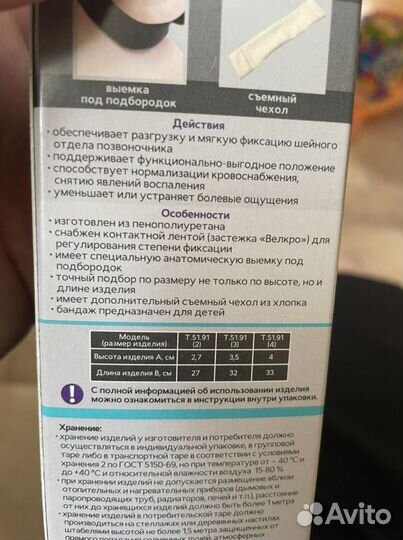 выемка
под подбородок
съемный
чехол
Действия
• обеспечивает разгрузку и мягкую фиксацию шейного
отдела позвоночника
• поддерживает функционально-выгодное положение
• способствует нормализации кровоснабжения,
снятию явлений воспаления
• уменьшает или устраняет болевые ощущения
Особенности
• изготовлен из пенополиуретана
• снабжен контактной лентой (застежка «Велкро») для
регулирования степени фиксации
• имеет специальную анатомическую выемку под
подбородок
• точный подбор по размеру не только по высоте, но и
длине изделия
• имеет дополнительный съемный чехол из хлопка
• бандаж предназначен для детей
Модель (размер изделия) T.51.91 (2) T.51.91 (3) T.51.91 (4)
Высота изделия А, см 2,7 3,5 4
Длина изделия В, см 27 32 33
! С полной информацией об использовании изделия
можно ознакомиться в инструкции внутри упаковки.
Хранение:
• хранение изделий у изготовителя и потребителя должно
осуществляться в индивидуальной упаковке, в групповой
таре либо в транспортной таре в соответствии с условиями
хранения 2 по ГОСТ 5150-69, но при температуре от – 40 °С и
до +40 °С и относительной влажности воздуха 15-80 %
• при хранении изделий не допускается размещение вблизи
отопительных и нагревательных приборов (дымовых и
паропроводящих труб, радиаторов, печей и т.п.), расстояние
от них до хранящихся изделий должно быть более 1 метра
• хранение изделий в потребительской таре должно
производиться на стеллажах или деревянных настилах
штабелями высотой не более 1,5 метра защищенных от
прямого попадания солнечных лучей, атмосферных
Avito